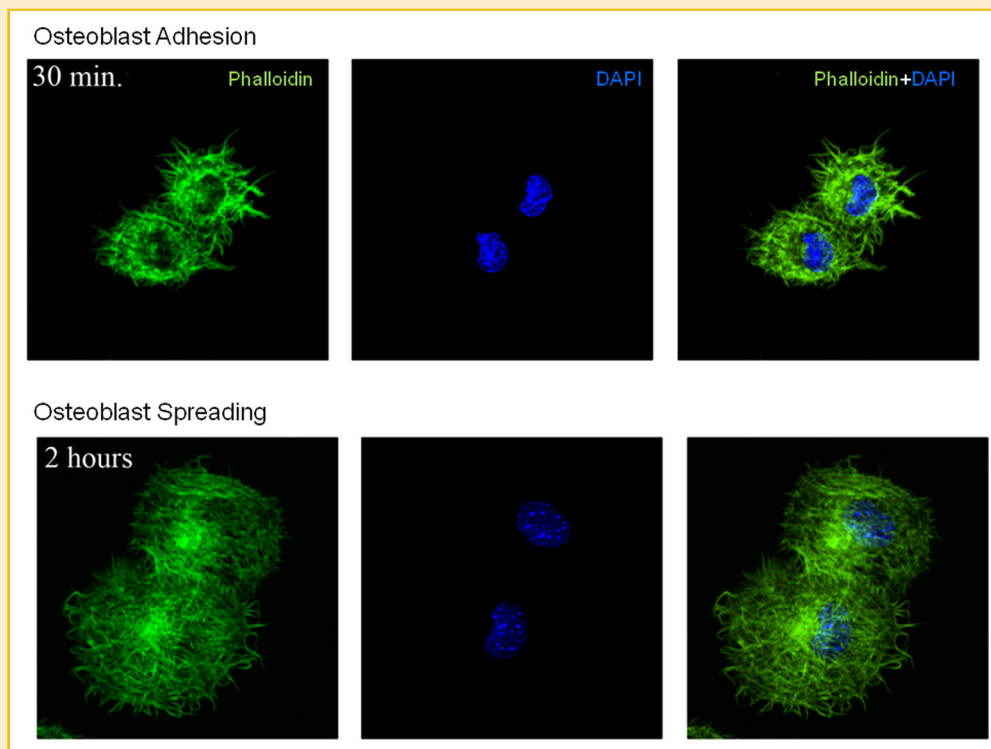 Osteoblast Adhesion
30 min.
Phalloidin
DAPI
Phalloidin+DAPI
Osteoblast Spreading
2 hours